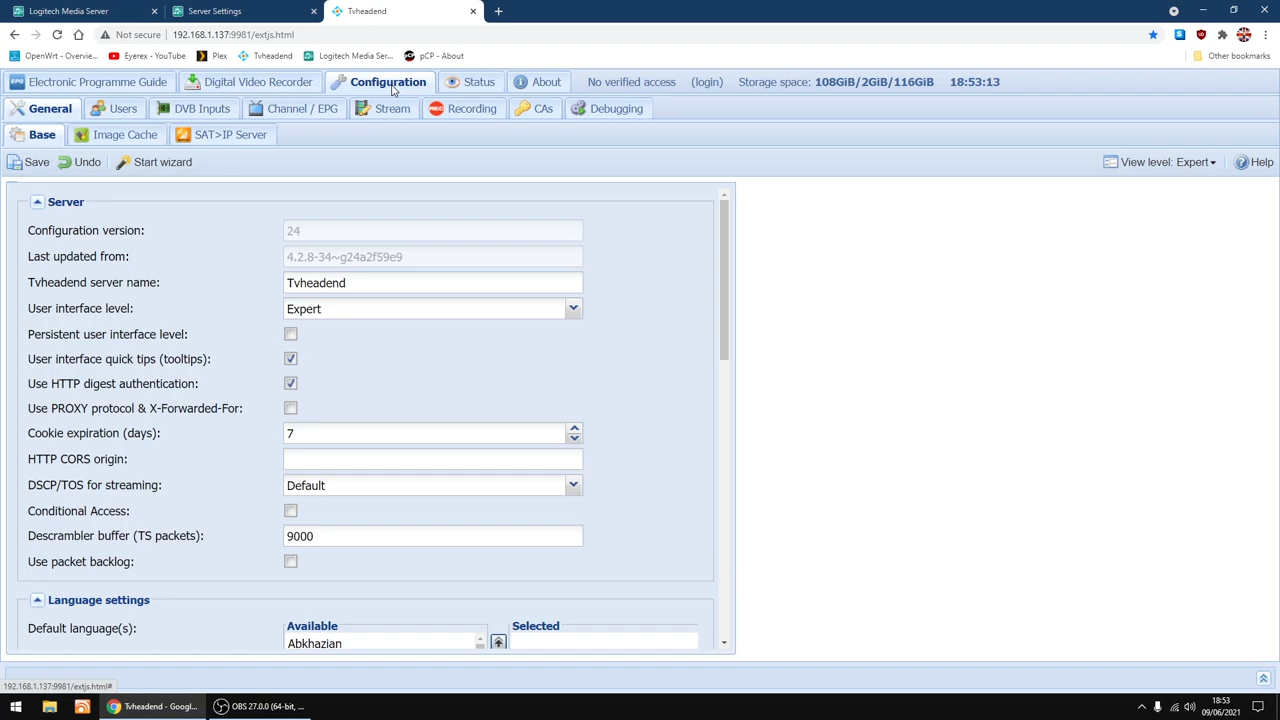 Logitech Media Server
Server Settings
Tvheadend
Not secure
192.168.1.137:9981/extjs.html
OpenWrt - Overvie...
Eyerex - YouTube
Plex
Tvheadend
Logitech Media Ser...
pCP - About
Other bookmarks
EPG Electronic Programme Guide
Digital Video Recorder
Configuration
Status
About
No verified access
(login)
Storage space: 108GiB/2GiB/116GiB
18:53:13
General
Users
DVB Inputs
Channel / EPG
Stream
REC Recording
CAs
Debugging
Base
Image Cache
SAT>IP Server
Save
Undo
Start wizard
View level: Expert
Help
Server
Configuration version:
24
Last updated from:
4.2.8-34~g24a2f59e9
Tvheadend server name:
Tvheadend
User interface level:
Expert
Persistent user interface level:
User interface quick tips (tooltips):
Use HTTP digest authentication:
Use PROXY protocol & X-Forwarded-For:
Cookie expiration (days):
7
HTTP CORS origin:
DSCP/TOS for streaming:
Default
Conditional Access:
Descrambler buffer (TS packets):
9000
Use packet backlog:
Language settings
Default language(s):
Available
Selected
Abkhazian
192.168.1.137:9981/extjs.html#
Tvheadend - Googl...
OBS 27.0.0 (64-bit, ...
18:53
09/06/2021